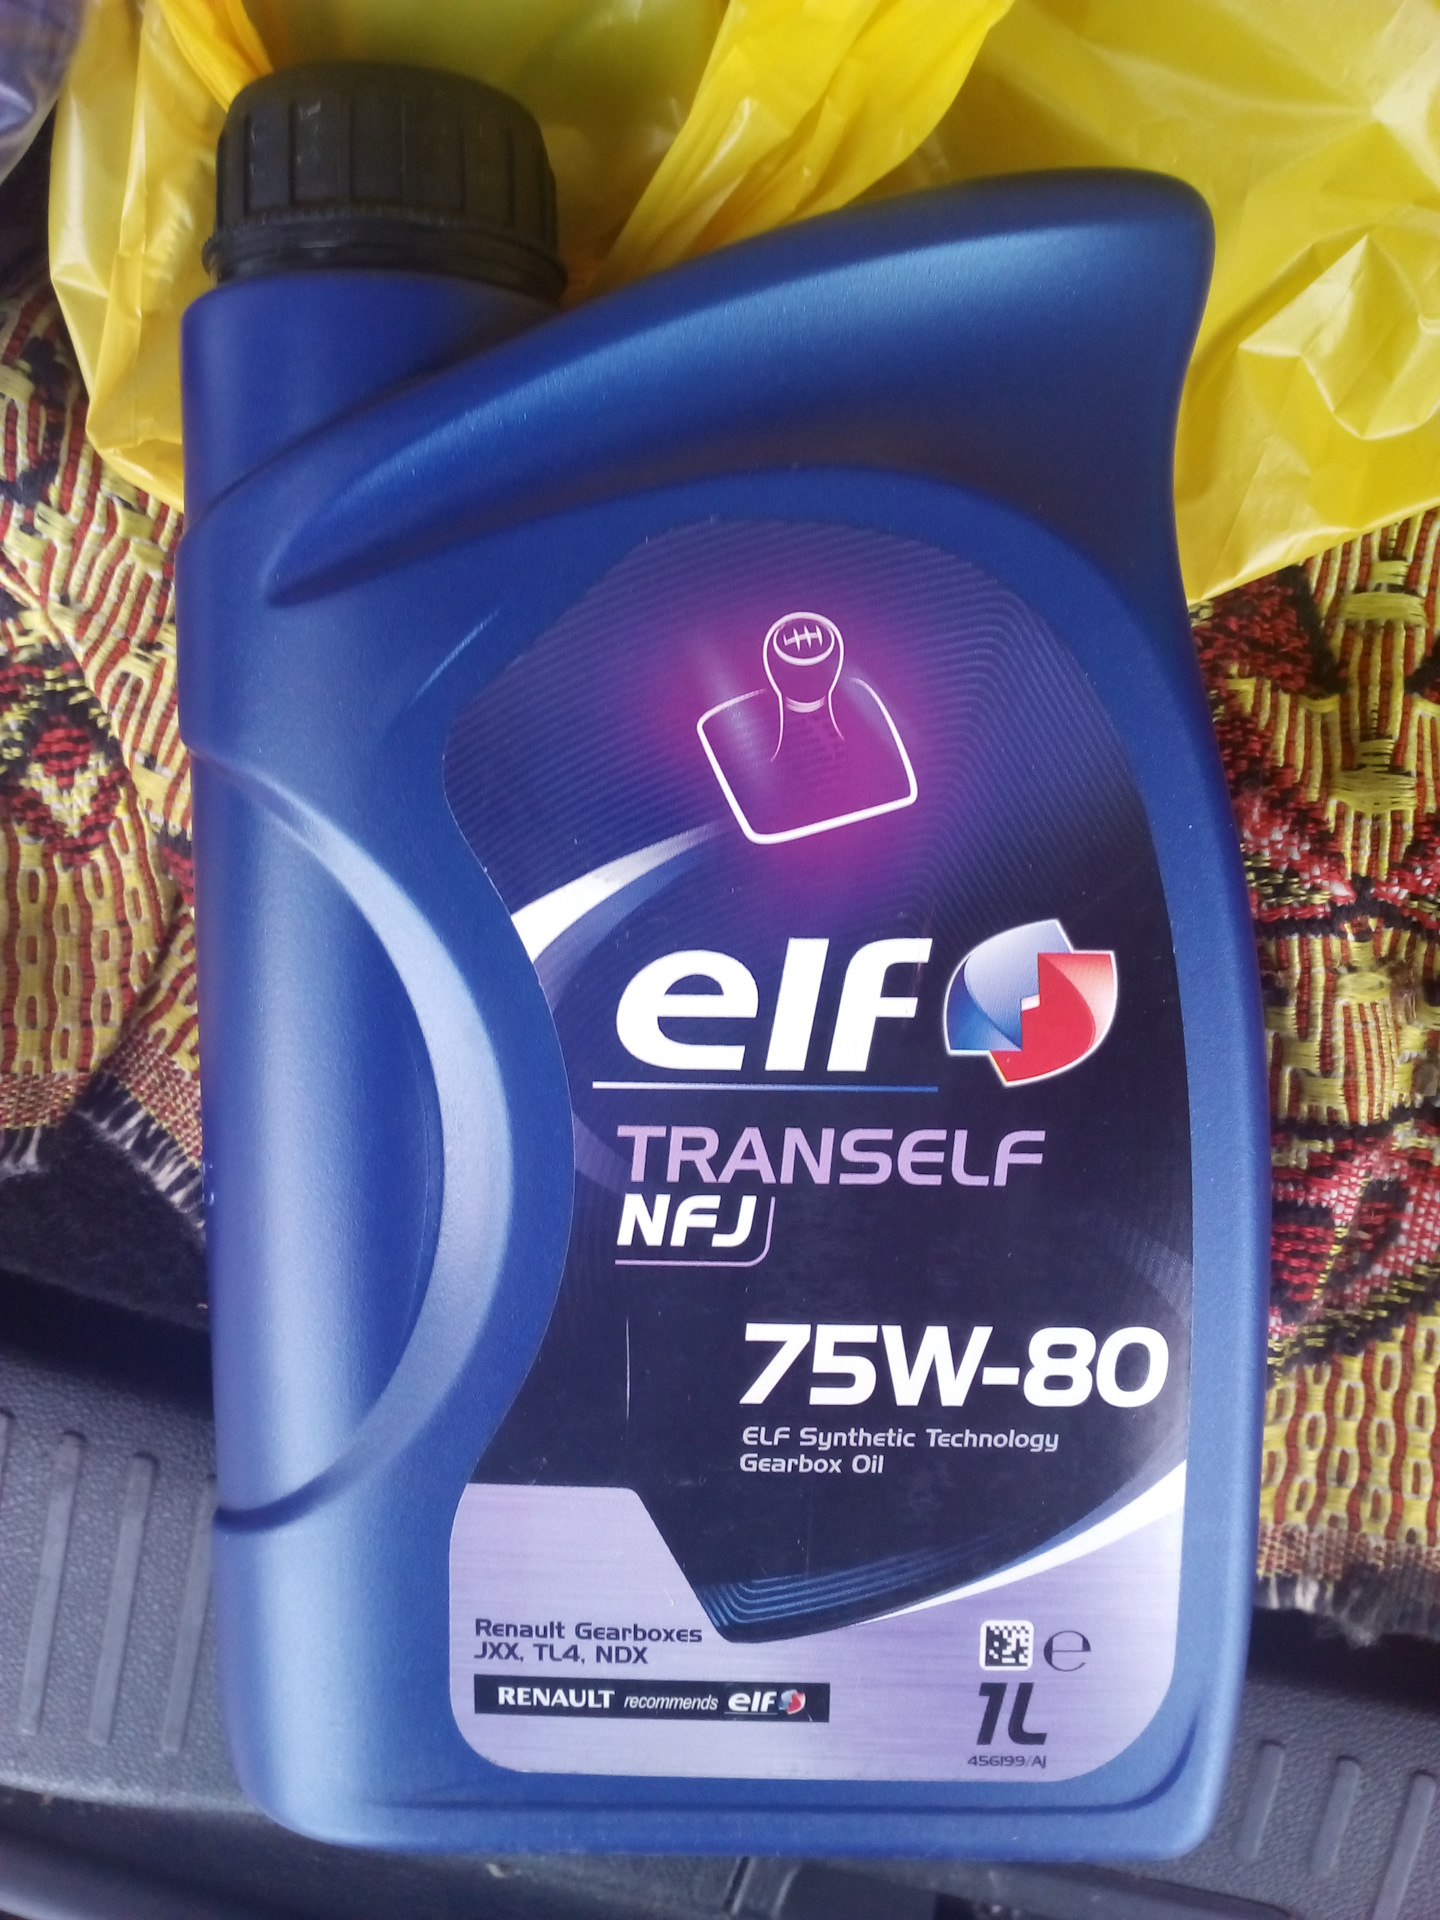 elf
TRANSELF
NFJ
75W-80
ELF Synthetic Technology
Gearbox Oil
Renault Gearboxes
JXX, TL4, NDX
RENAULT recommends elf
e
1L
456199/AJ